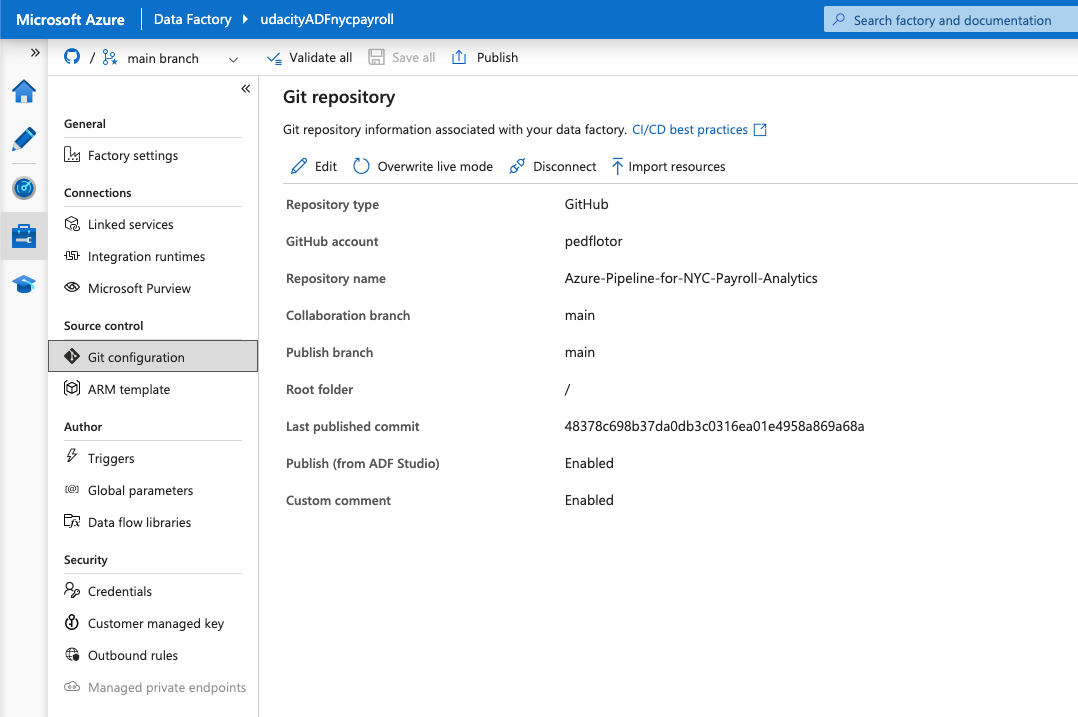 Microsoft Azure Data Factory udacityADFnycpayroll Search factory and documentation
/ main branch Validate all Save all Publish
General
Factory settings
Connections
Linked services
Integration runtimes
Microsoft Purview
Source control
Git configuration
ARM template
Author
Triggers
Global parameters
Data flow libraries
Security
Credentials
Customer managed key
Outbound rules
Managed private endpoints
Git repository
Git repository information associated with your data factory. CI/CD best practices
Edit Overwrite live mode Disconnect Import resources
Repository type GitHub
GitHub account pedflotor
Repository name Azure-Pipeline-for-NYC-Payroll-Analytics
Collaboration branch main
Publish branch main
Root folder /
Last published commit 48378c698b37da0db3c0316ea01e4958a869a68a
Publish (from ADF Studio) Enabled
Custom comment Enabled